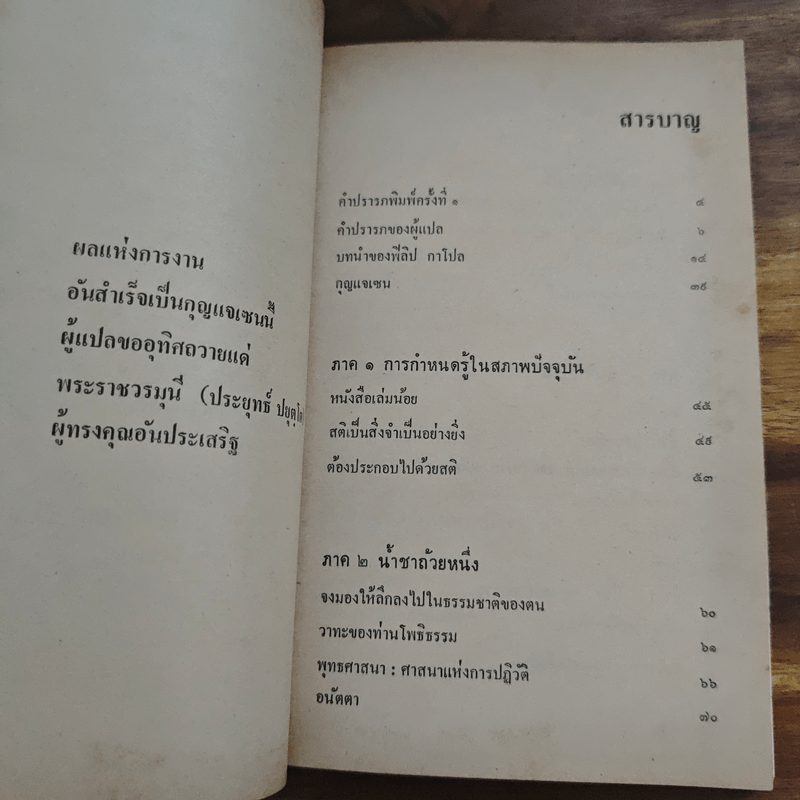 ผลแห่งการงาน
อันสำเร็จเป็นกุญแจเซนนี้
ผู้แปลขออุทิศถวายแด่
พระราชวรมุนี (ประยุทธ์ ปยุตฺโต
ผู้ทรงคุณอันประเสริฐ
สารบาญ
คำปรารภพิมพ์ครั้งที่ ๑ ๔
คำปรารภของผู้แปล ๖
บทนำของฟีลิป กาโปล ๑๔
กุญแจเซน ๓๙
ภาค ๑ การกำหนดรู้ในสภาพปัจจุบัน
หนังสือเล่มน้อย ๔๕
สติเป็นสิ่งจำเป็นอย่างยิ่ง ๔๙
ต้องประกอบไปด้วยสติ ๕๓
ภาค ๒ น้ำชาถ้วยหนึ่ง
จงมองให้ลึกลงไปในธรรมชาติของตน ๖๐
วาทะของท่านโพธิธรรม ๖๑
พุทธศาสนา : ศาสนาแห่งการปฏิวัติ ๖๖
อนัตตา ๗๐